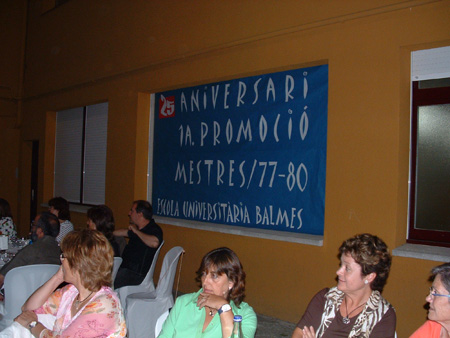 25 ANIVERSARI
1A. PROMOCIÓ
MESTRES/77-80
ESCOLA UNIVERSITÀRIA BALMES